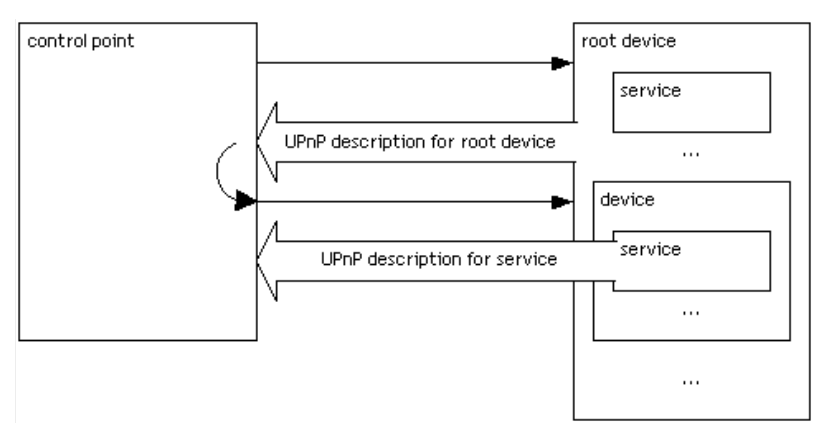 control point
root device
service
UPnP description for root device
...
device
service
UPnP description for service
...
...